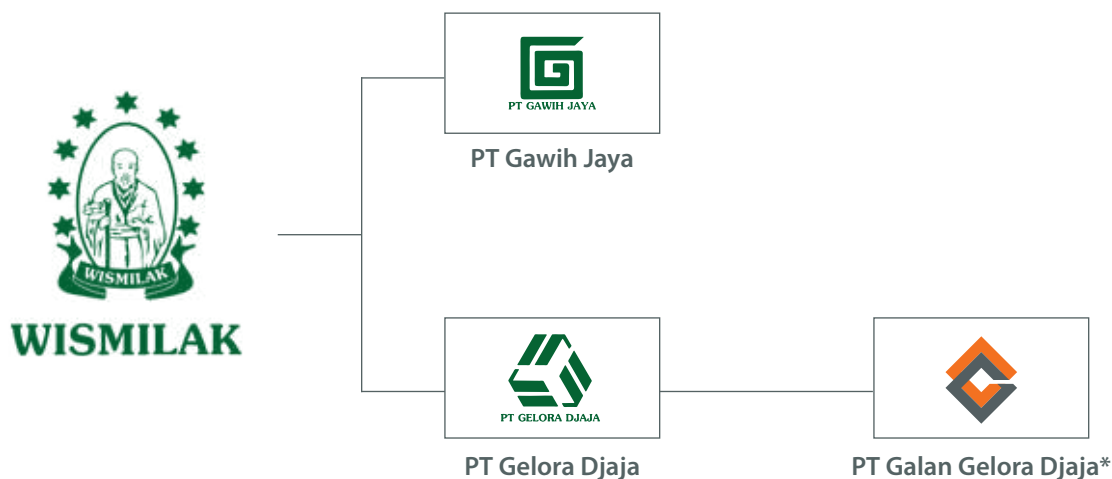 PT GAWIH JAYA
PT Gawih Jaya
WISMILAK
WISMILAK
PT GELORA DJAJA
PT Gelora Djaja
PT Galan Gelora Djaja*